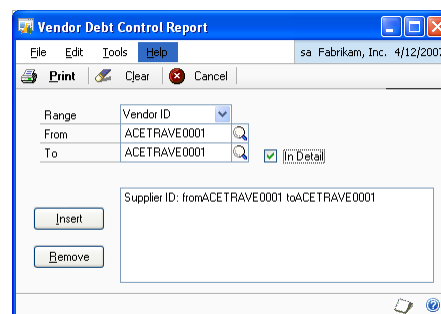 Vendor Debt Control Report
File Edit Tools Help sa Fabrikam, Inc. 4/12/2007
Print Clear Cancel
Range Vendor ID
From ACETRAVE0001
To ACETRAVE0001 In Detail
Supplier ID: fromACETRAVE0001 toACETRAVE0001
Insert
Remove